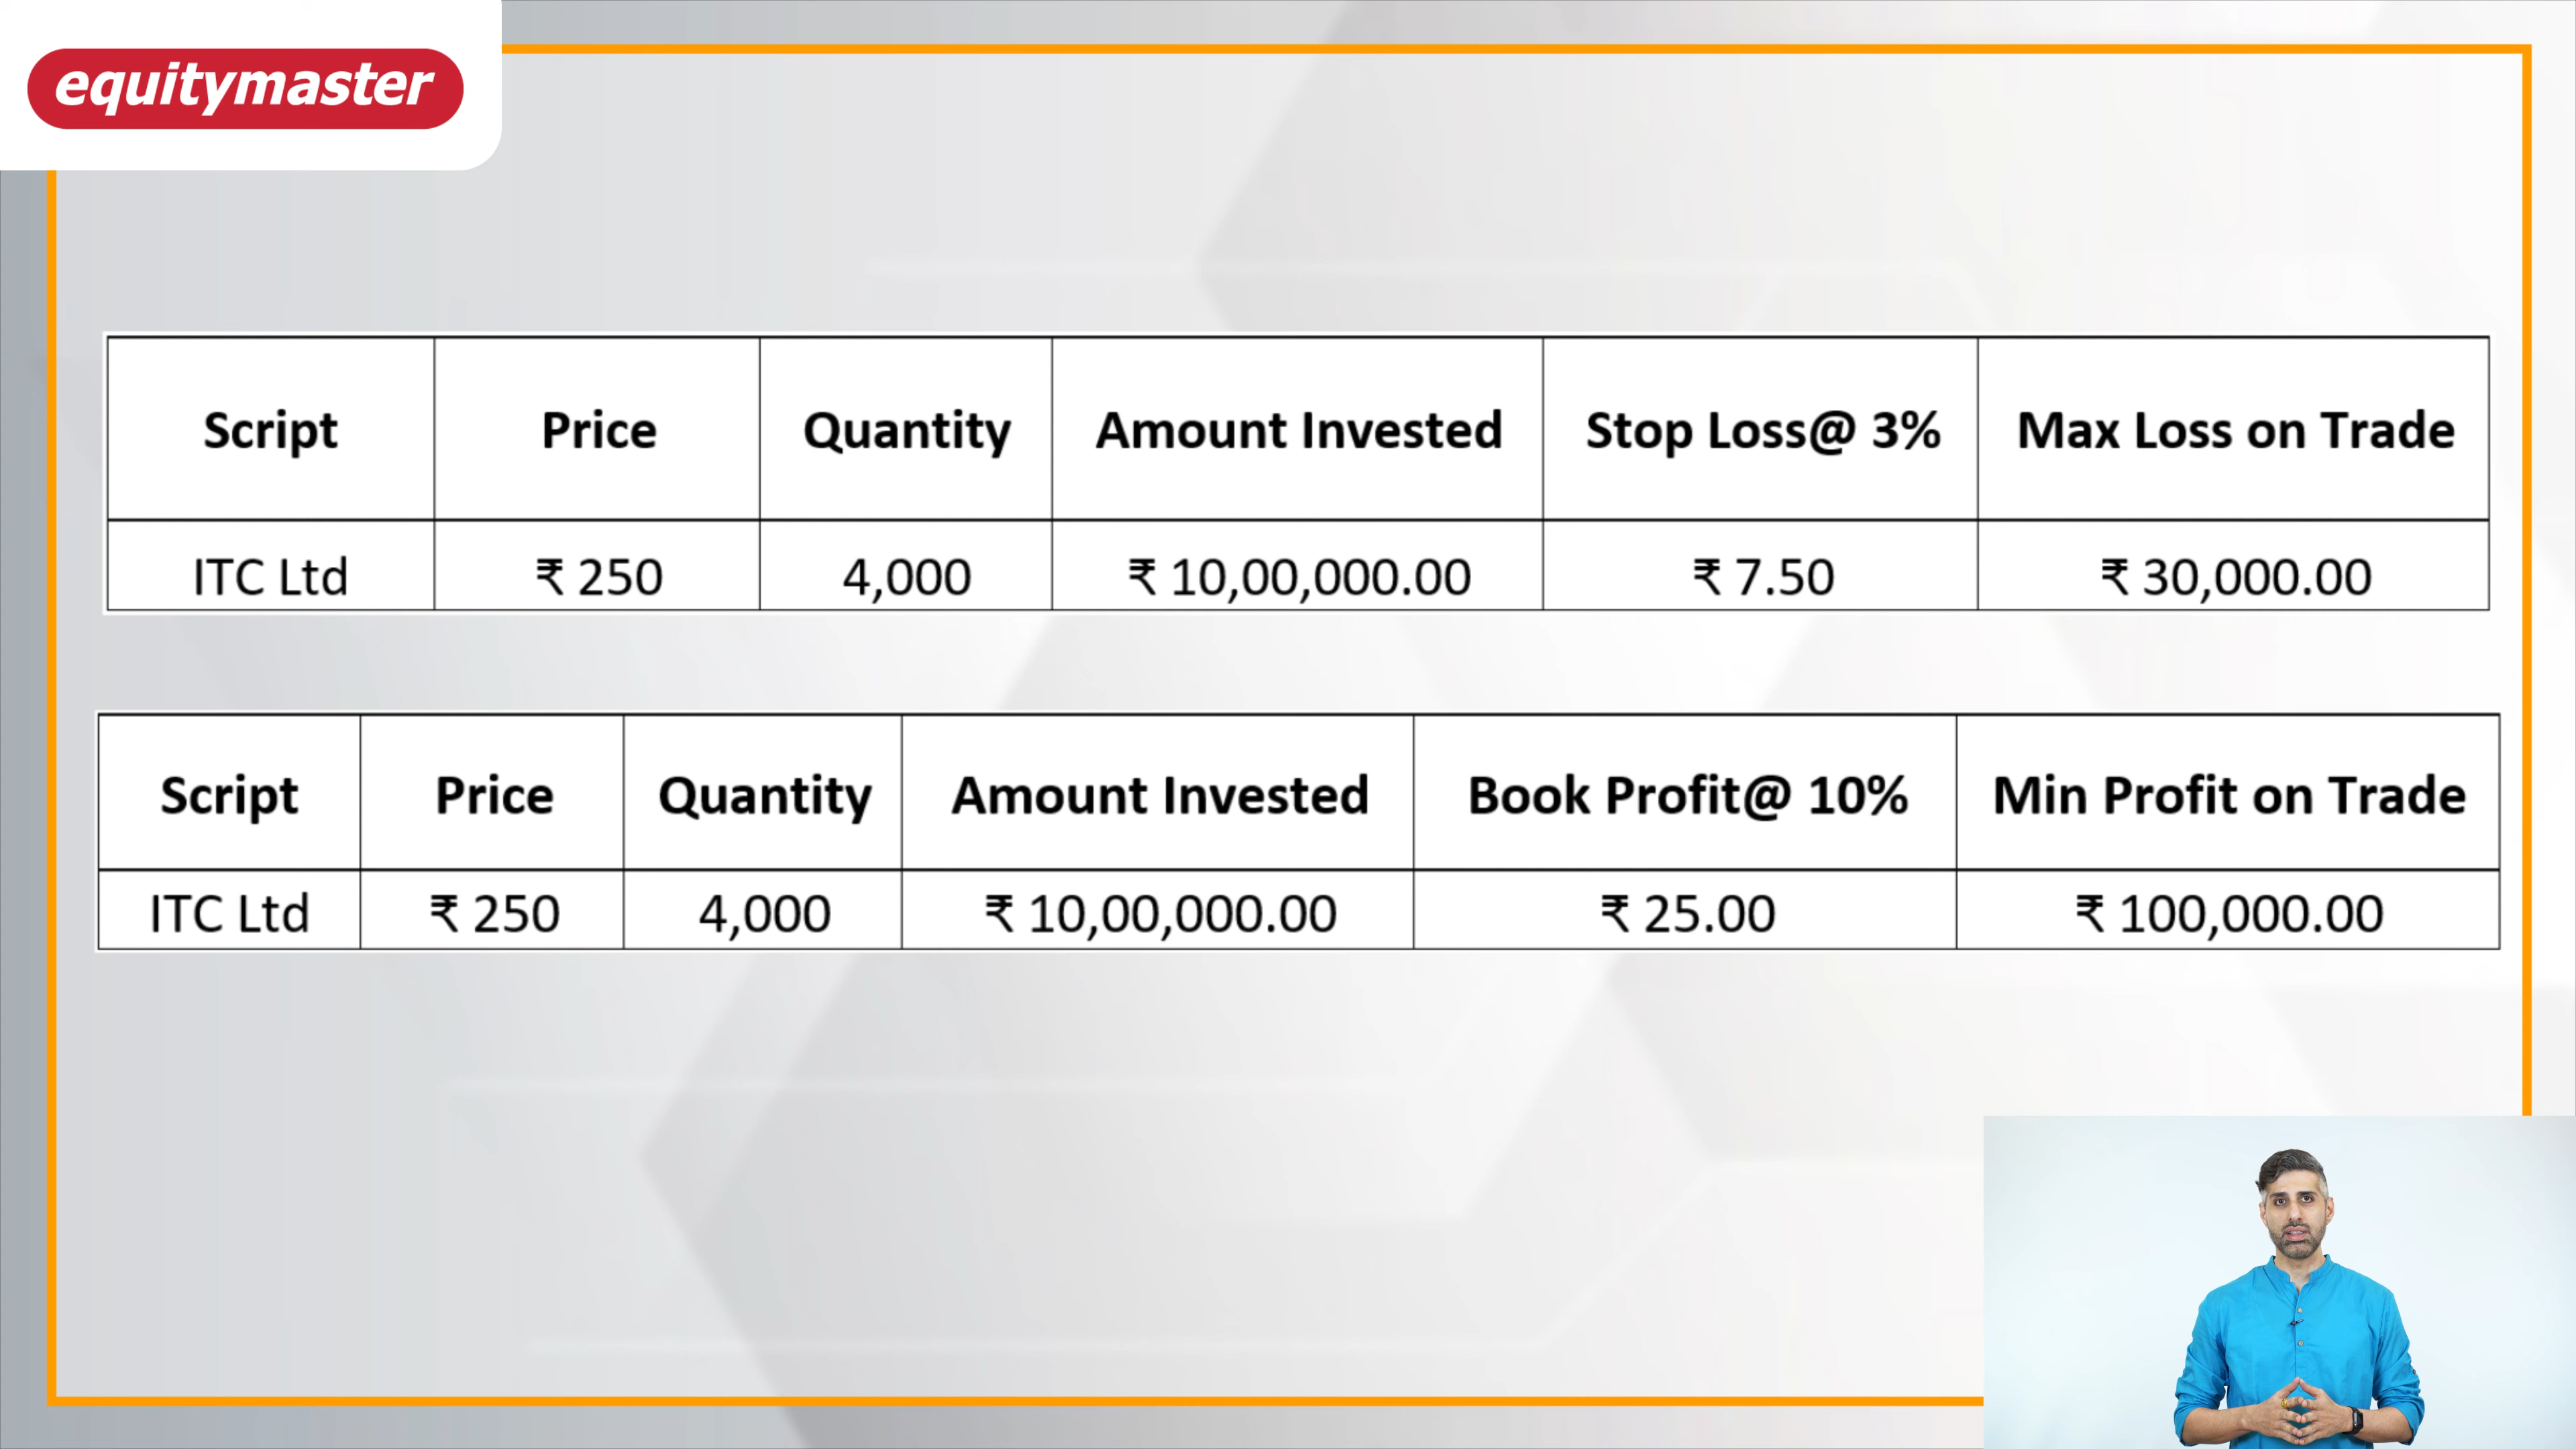 equitymaster
Script Price Quantity Amount Invested Stop Loss@ 3% Max Loss on Trade
ITC Ltd ₹ 250 4,000 ₹ 10,00,000.00 ₹ 7.50 ₹ 30,000.00
Script Price Quantity Amount Invested Book Profit@ 10% Min Profit on Trade
ITC Ltd ₹ 250 4,000 ₹ 10,00,000.00 ₹ 25.00 ₹ 100,000.00